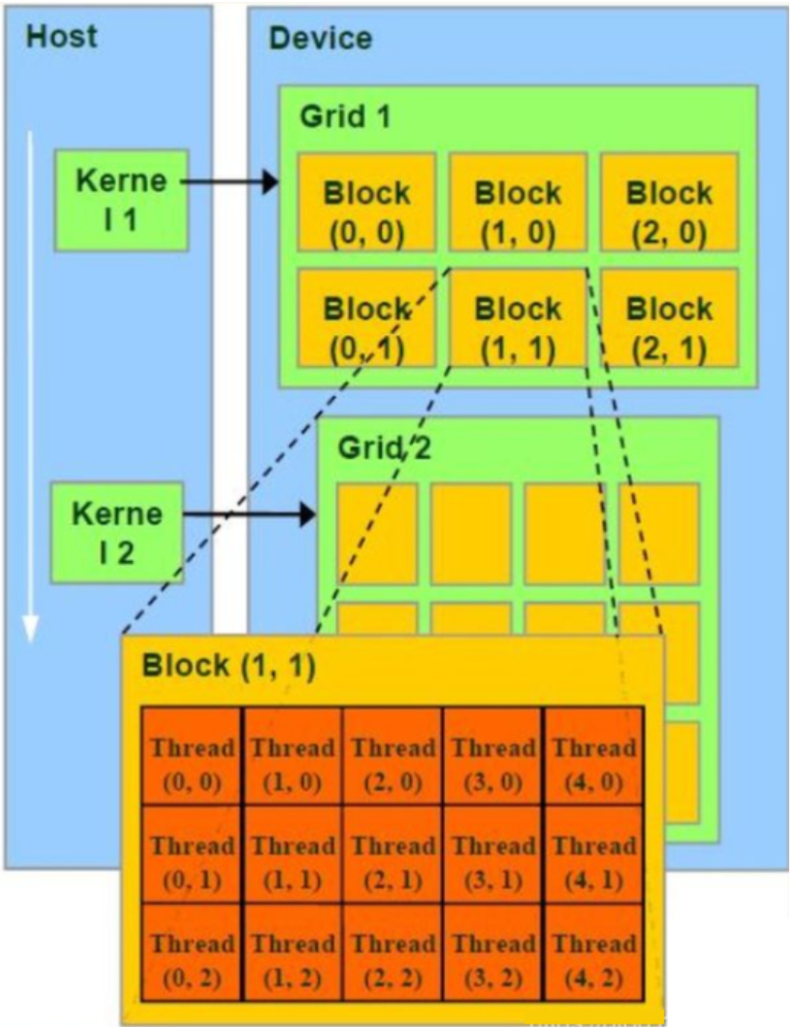 Host
Device
Grid 1
Kerne
l 1
Block
(0, 0)
Block
(1, 0)
Block
(2, 0)
Block
(0, 1)
Block
(1, 1)
Block
(2, 1)
Grid 2
Kerne
l 2
Block (1, 1)
Thread
(0, 0)
Thread
(1, 0)
Thread
(2, 0)
Thread
(3, 0)
Thread
(4, 0)
Thread
(0, 1)
Thread
(1, 1)
Thread
(2, 1)
Thread
(3, 1)
Thread
(4, 1)
Thread
(0, 2)
Thread
(1, 2)
Thread
(2, 2)
Thread
(3, 2)
Thread
(4, 2)